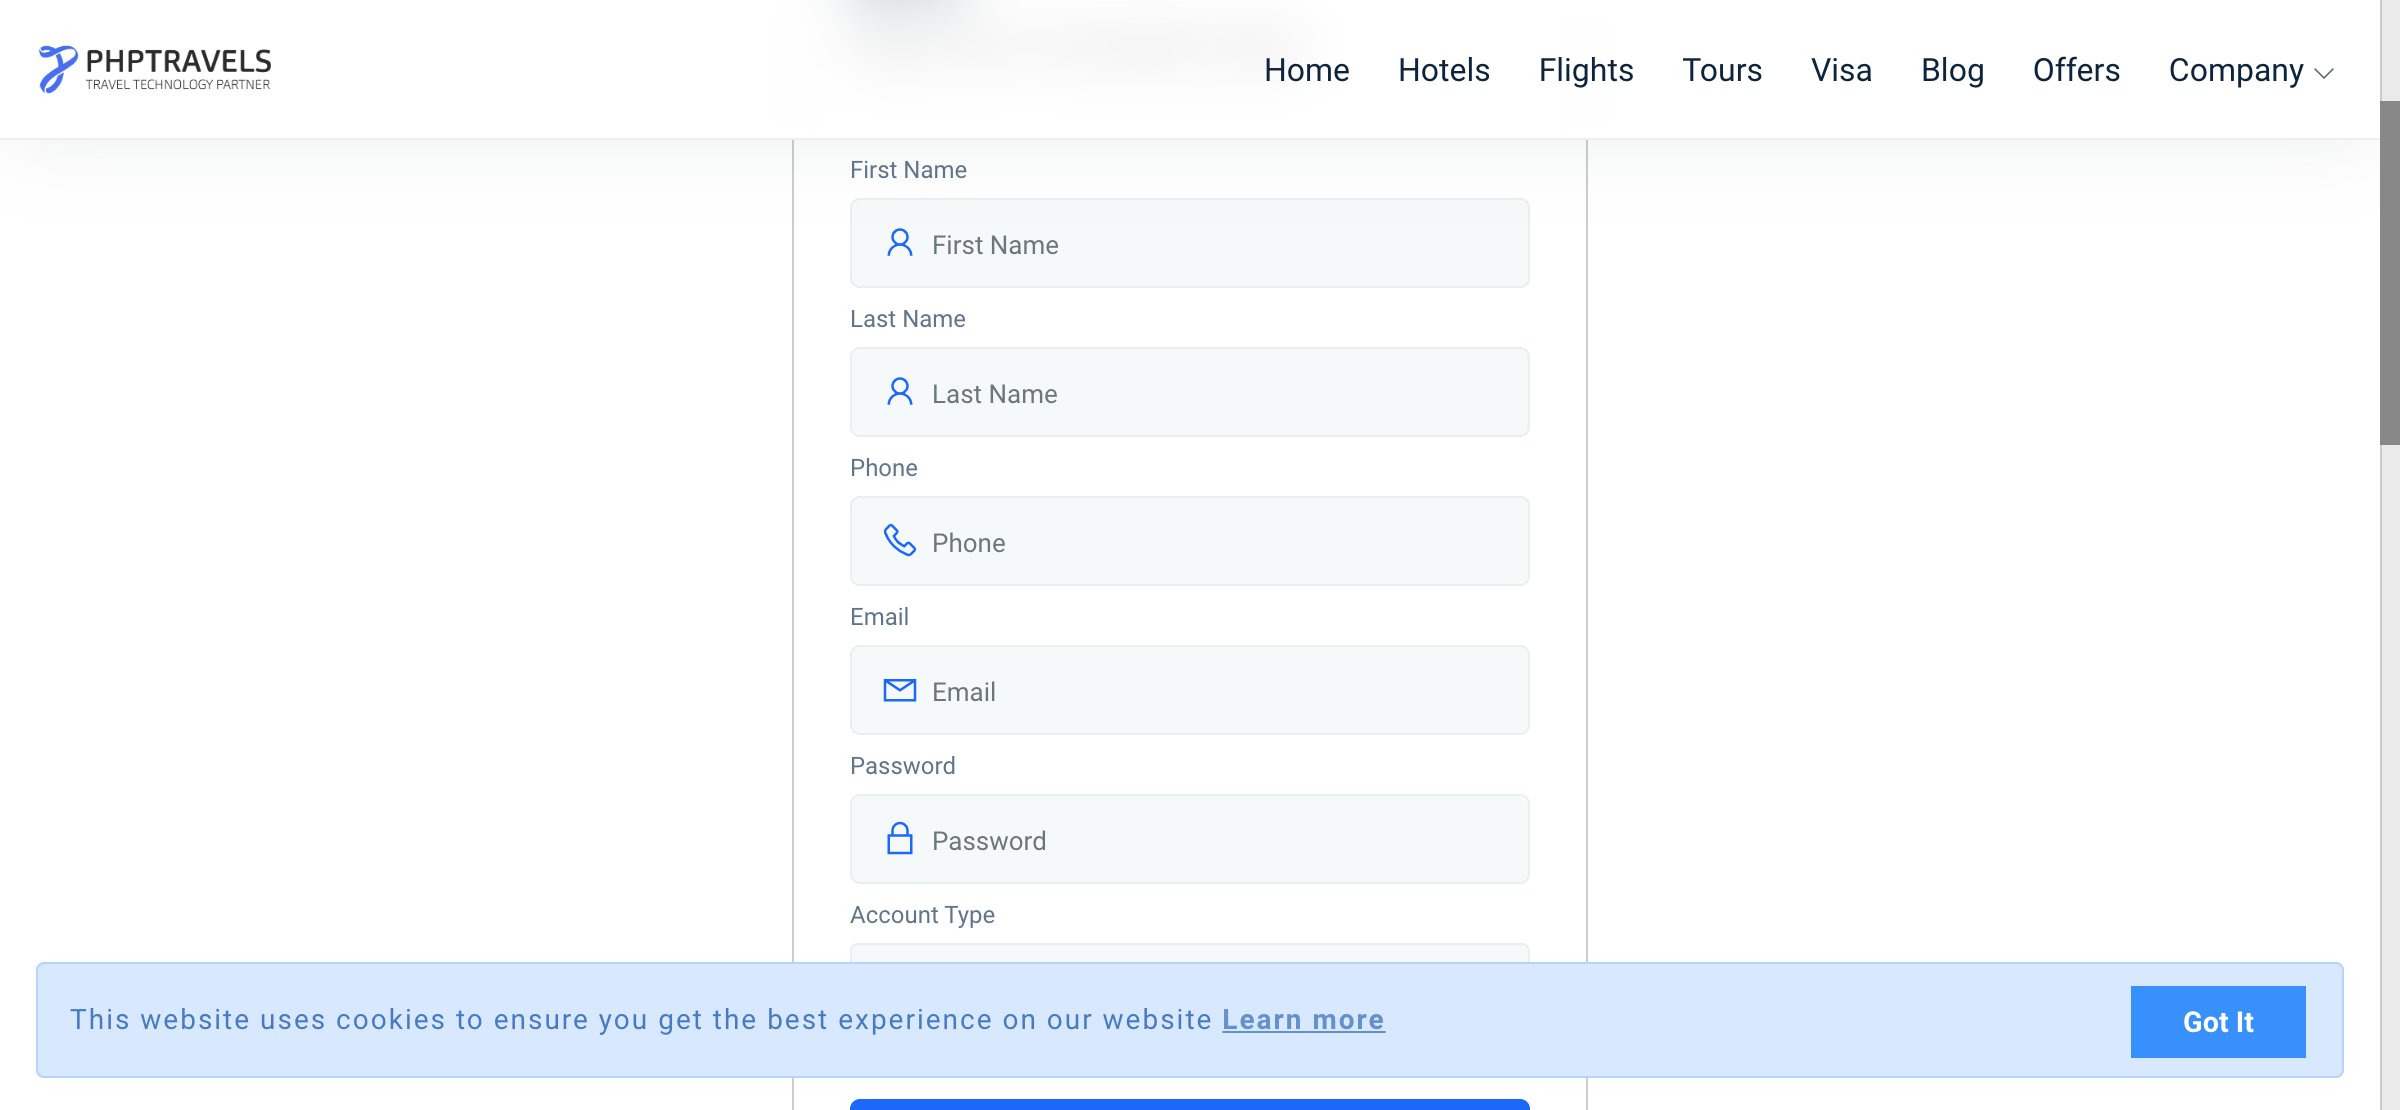 PHPTRAVELS
TRAVEL TECHNOLOGY PARTNER
Home Hotels Flights Tours Visa Blog Offers Company
First Name
First Name
Last Name
Last Name
Phone
Phone
Email
Email
Password
Password
Account Type
This website uses cookies to ensure you get the best experience on our website Learn more
Got It